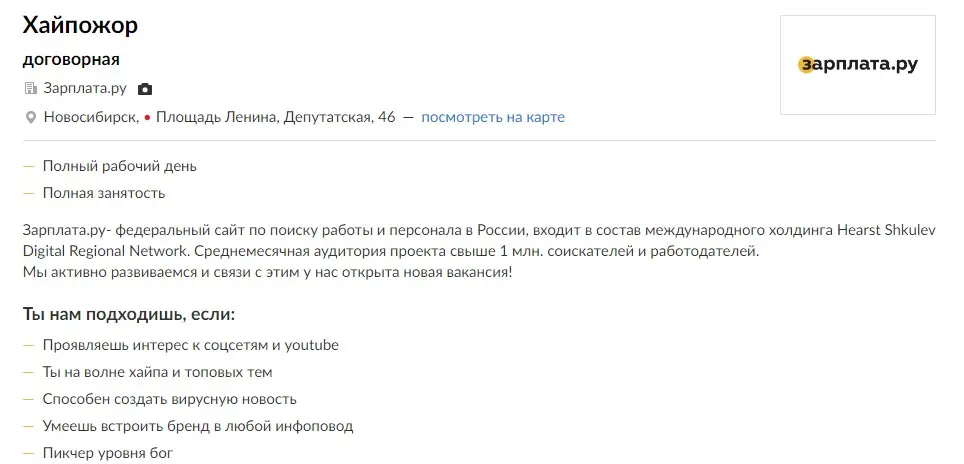 Хайпожор
договорная
зарплата.ру
Зарплата.ру
Новосибирск, • Площадь Ленина, Депутатская, 46 — посмотреть на карте
— Полный рабочий день
— Полная занятость
Зарплата.ру- федеральный сайт по поиску работы и персонала в России, входит в состав международного холдинга Hearst Shkulev
Digital Regional Network. Среднемесячная аудитория проекта свыше 1 млн. соискателей и работодателей.
Мы активно развиваемся и связи с этим у нас открыта новая вакансия!
Ты нам подходишь, если:
— Проявляешь интерес к соцсетям и youtube
— Ты на волне хайпа и топовых тем
— Способен создать вирусную новость
— Умеешь встроить бренд в любой инфоповод
— Пикчер уровня бог